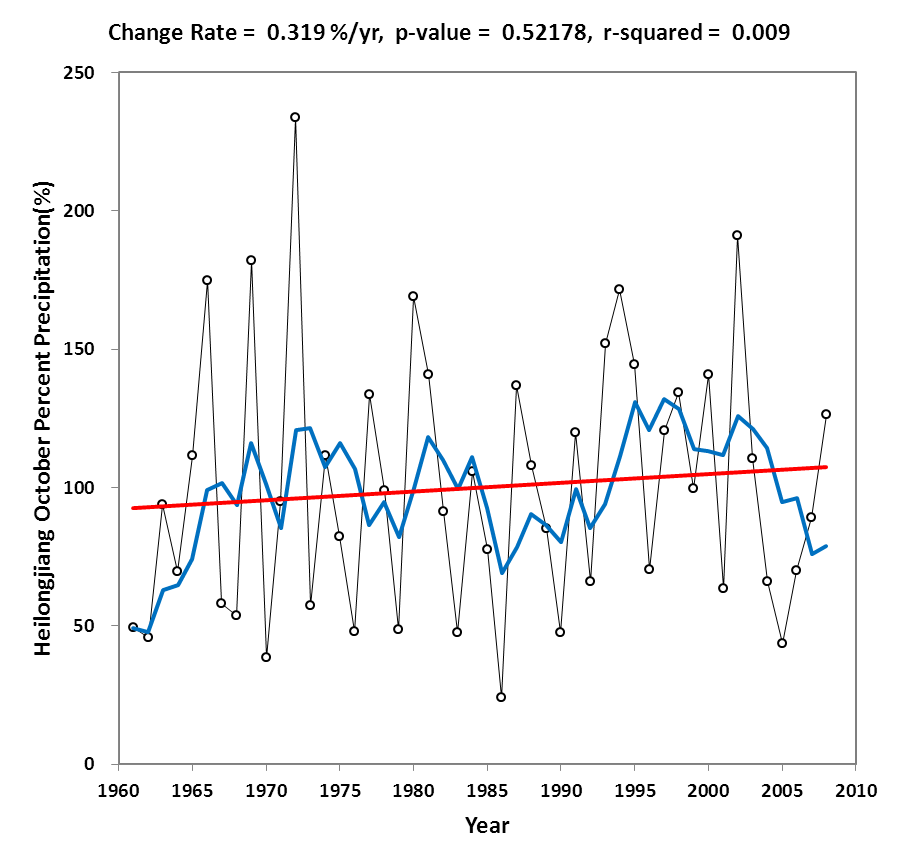 Change Rate = 0.319 %/yr, p-value = 0.52178, r-squared = 0.009
Heilongjiang October Percent Precipitation(%)
250
200
150
100
50
0
1960 1965 1970 1975 1980 1985 1990 1995 2000 2005 2010
Year